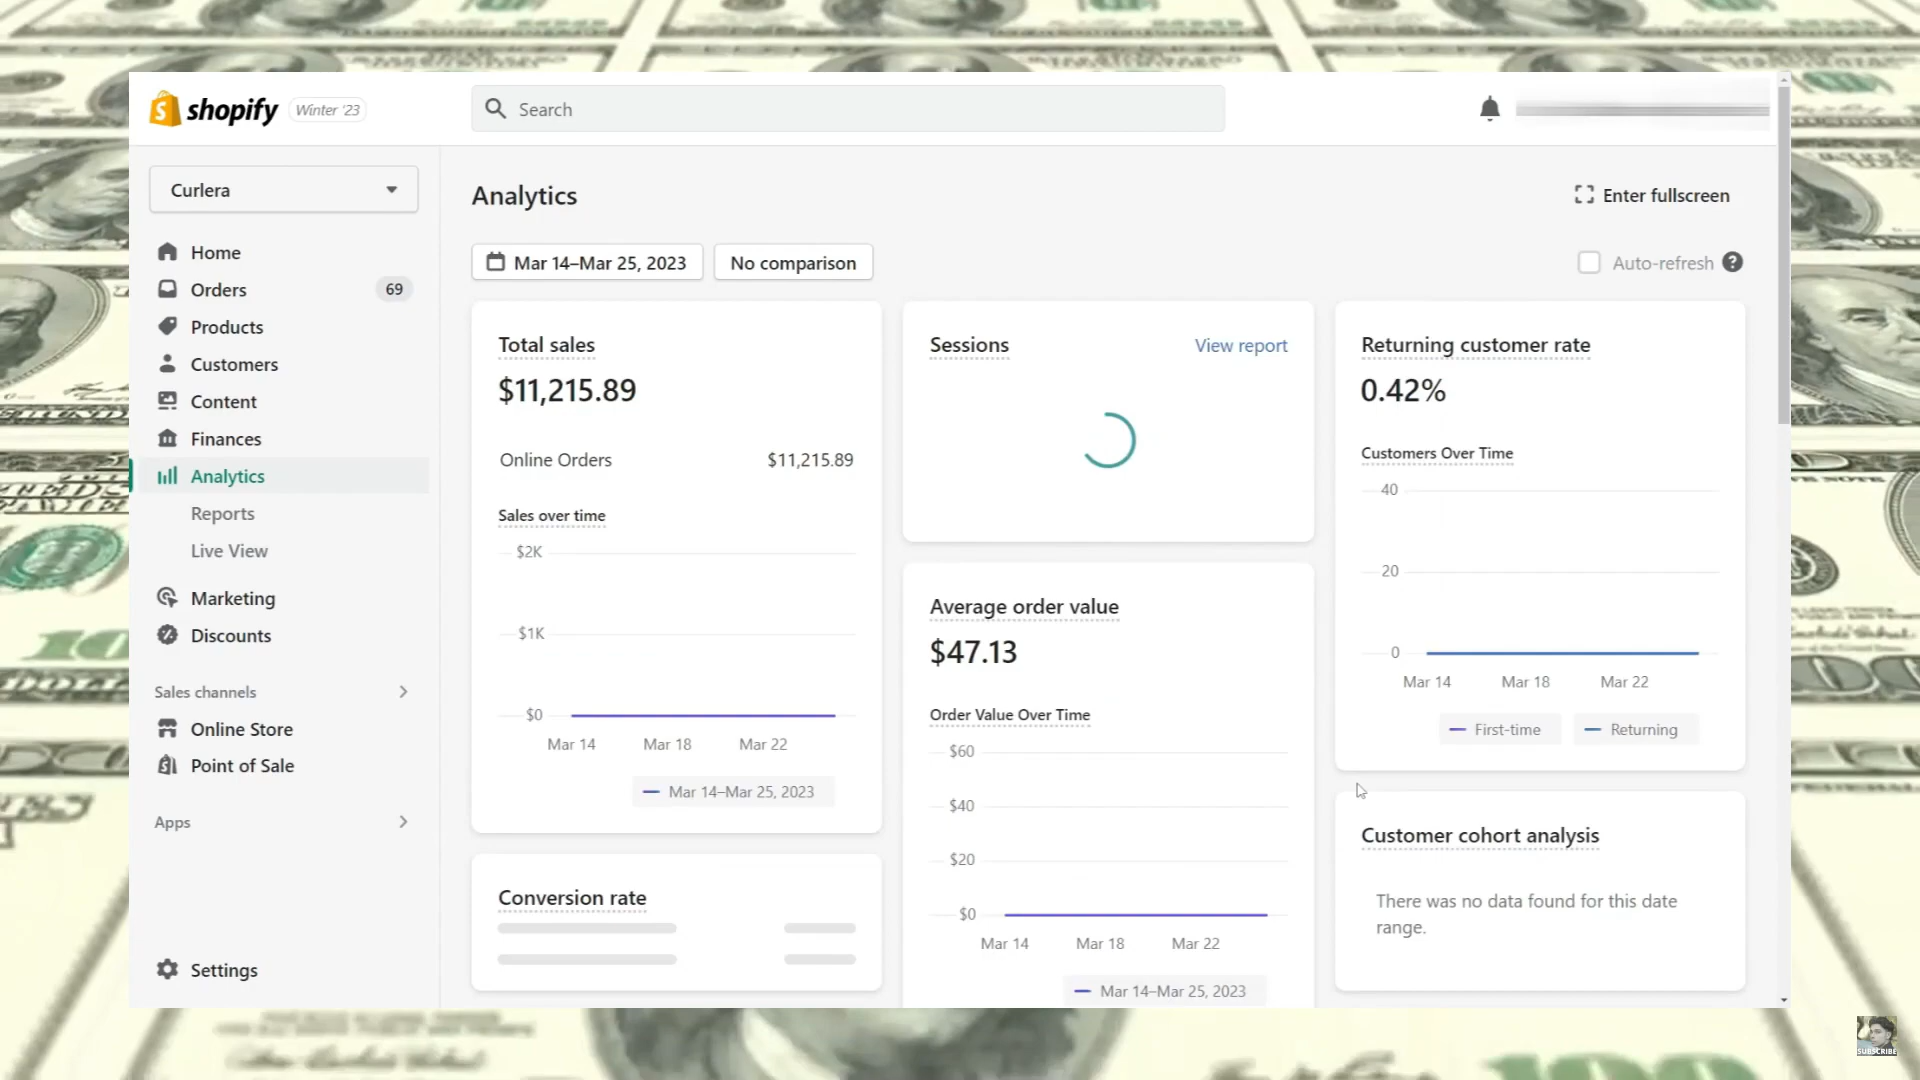 shopify
Winter '23
Search
Curlera
Home
Orders
69
Products
Customers
Content
Finances
Analytics
Reports
Live View
Marketing
Discounts
Sales channels
Online Store
Point of Sale
Apps
Settings
Analytics
Enter fullscreen
Mar 14–Mar 25, 2023
No comparison
Auto-refresh
Total sales
$11,215.89
Online Orders
$11,215.89
Sales over time
$2K
$1K
$0
Mar 14
Mar 18
Mar 22
Mar 14–Mar 25, 2023
Conversion rate
Sessions
View report
Average order value
$47.13
Order Value Over Time
$60
$40
$20
$0
Mar 14
Mar 18
Mar 22
Mar 14–Mar 25, 2023
Returning customer rate
0.42%
Customers Over Time
40
20
0
Mar 14
Mar 18
Mar 22
First-time
Returning
Customer cohort analysis
There was no data found for this date
range.
SUBSCRIBE